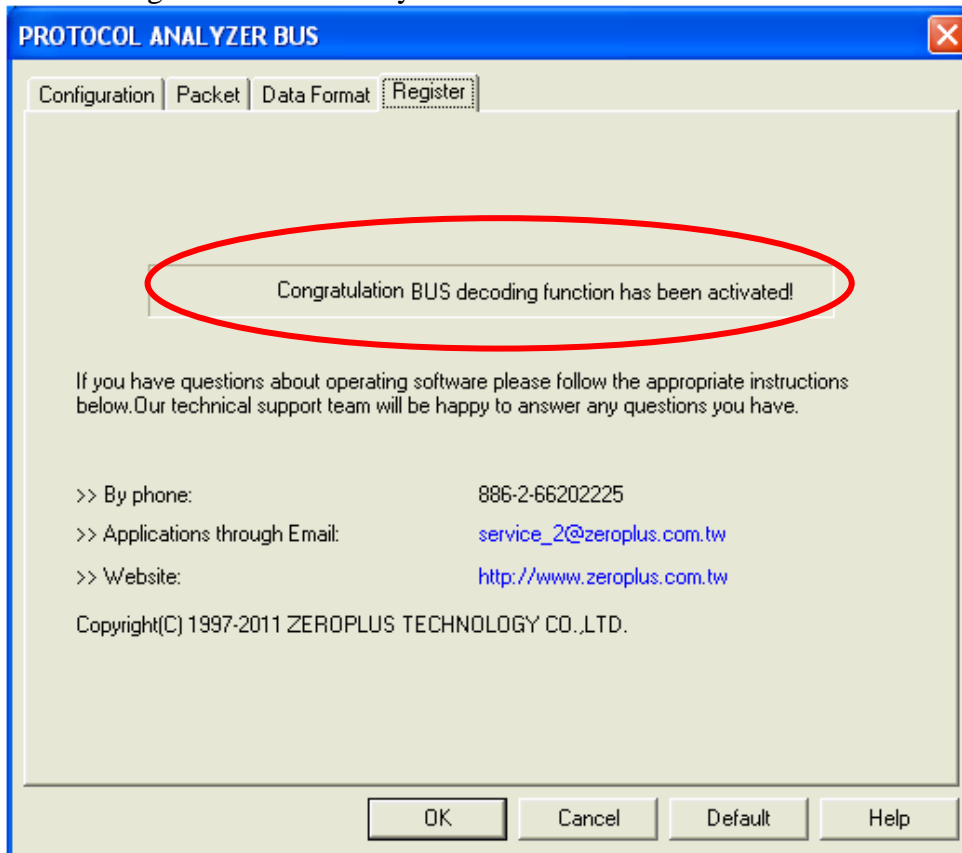 PROTOCOL ANALYZER BUS
Configuration Packet Data Format Register
Congratulation BUS decoding function has been activated!
If you have questions about operating software please follow the appropriate instructions
below.Our technical support team will be happy to answer any questions you have.
>> By phone: 886-2-66202225
>> Applications through Email: service_2@zeroplus.com.tw
>> Website: http://www.zeroplus.com.tw
Copyright(C) 1997-2011 ZEROPLUS TECHNOLOGY CO.,LTD.
OK Cancel Default Help